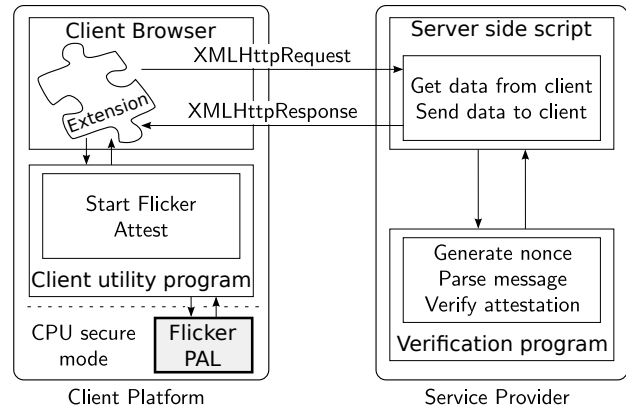 Client Browser
Extension
XMLHttpRequest
XMLHttpResponse
Server side script
Get data from client
Send data to client
Start Flicker
Attest
Client utility program
CPU secure
mode
Flicker
PAL
Client Platform
Generate nonce
Parse message
Verify attestation
Verification program
Service Provider